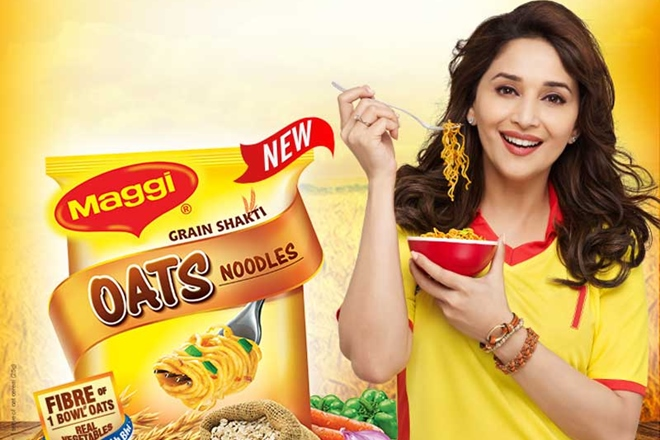 NEW
Maggi
®
GRAIN SHAKTI
OATS NOODLES
FIBRE OF
1 BOWL* OATS
REAL
VEGETABLES